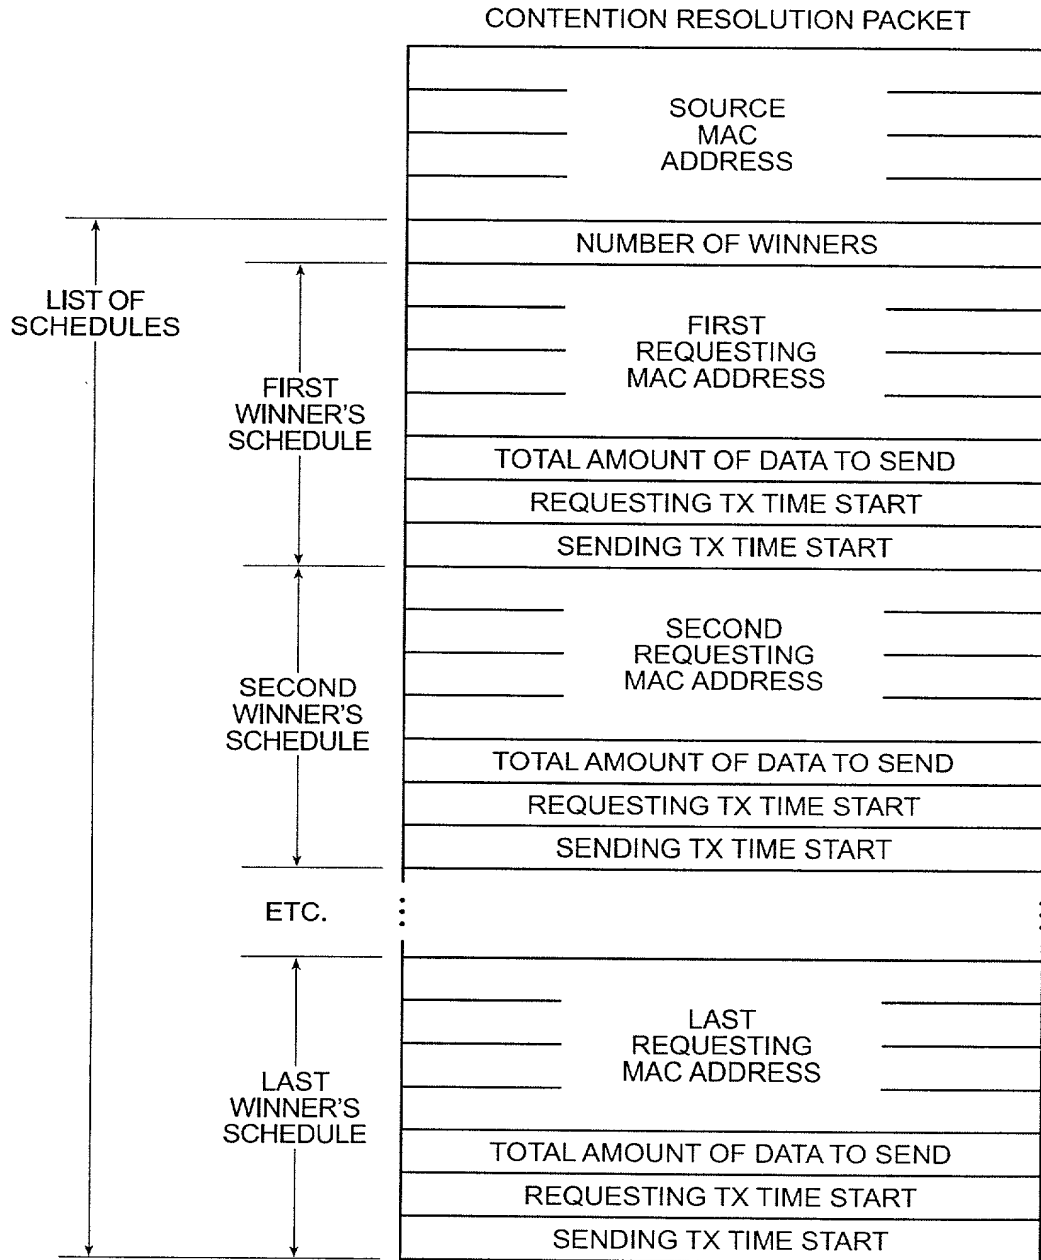 CONTENTION RESOLUTION PACKET
SOURCE
MAC
ADDRESS
NUMBER OF WINNERS
LIST OF
SCHEDULES
FIRST
REQUESTING
MAC ADDRESS
FIRST
WINNER'S
SCHEDULE
TOTAL AMOUNT OF DATA TO SEND
REQUESTING TX TIME START
SENDING TX TIME START
SECOND
REQUESTING
MAC ADDRESS
SECOND
WINNER'S
SCHEDULE
TOTAL AMOUNT OF DATA TO SEND
REQUESTING TX TIME START
SENDING TX TIME START
ETC.
LAST
REQUESTING
MAC ADDRESS
LAST
WINNER'S
SCHEDULE
TOTAL AMOUNT OF DATA TO SEND
REQUESTING TX TIME START
SENDING TX TIME START